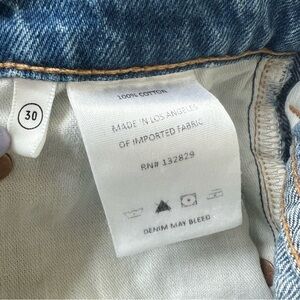 30
100% COTTON
MADE IN LOS ANGELES
OF IMPORTED FABRIC
RN# 132829
DENIM MAY BLEED